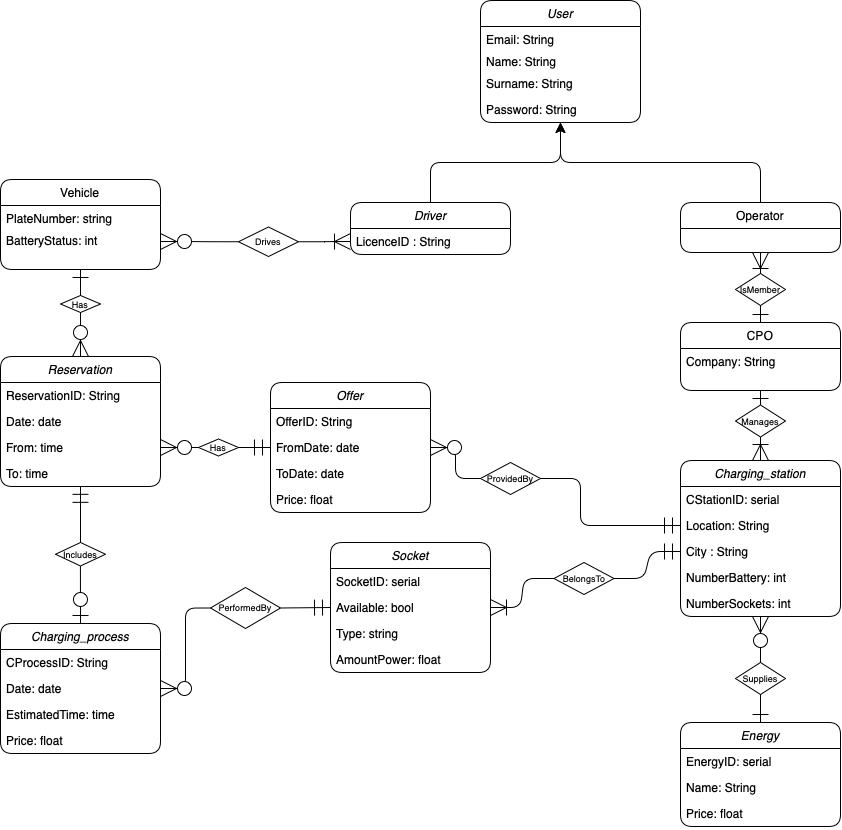 User
Email: String
Name: String
Surname: String
Password: String
Vehicle
PlateNumber: string
BatteryStatus: int
Drives
Driver
LicenceID : String
Operator
Has
IsMember
CPO
Company: String
Reservation
ReservationID: String
Date: date
From: time
To: time
Has
Offer
OfferID: String
FromDate: date
ToDate: date
Price: float
Manages
ProvidedBy
Charging_station
CStationID: serial
Location: String
City : String
NumberBattery: int
NumberSockets: int
Includes
Socket
SocketID: serial
Available: bool
Type: string
AmountPower: float
BelongsTo
PerformedBy
Charging_process
CProcessID: String
Date: date
EstimatedTime: time
Price: float
Supplies
Energy
EnergyID: serial
Name: String
Price: float